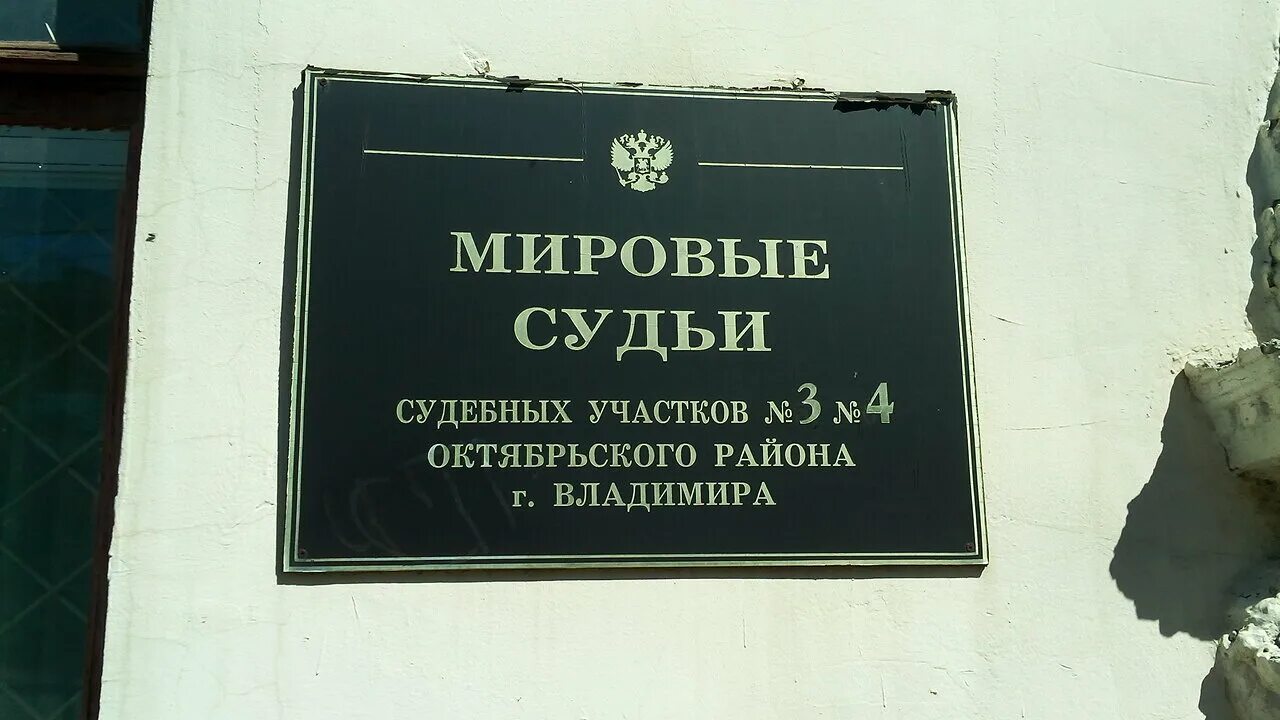 МИРОВЫЕ
СУДЬИ
СУДЕБНЫХ УЧАСТКОВ №3 №4
ОКТЯБРЬСКОГО РАЙОНА
г. ВЛАДИМИРА